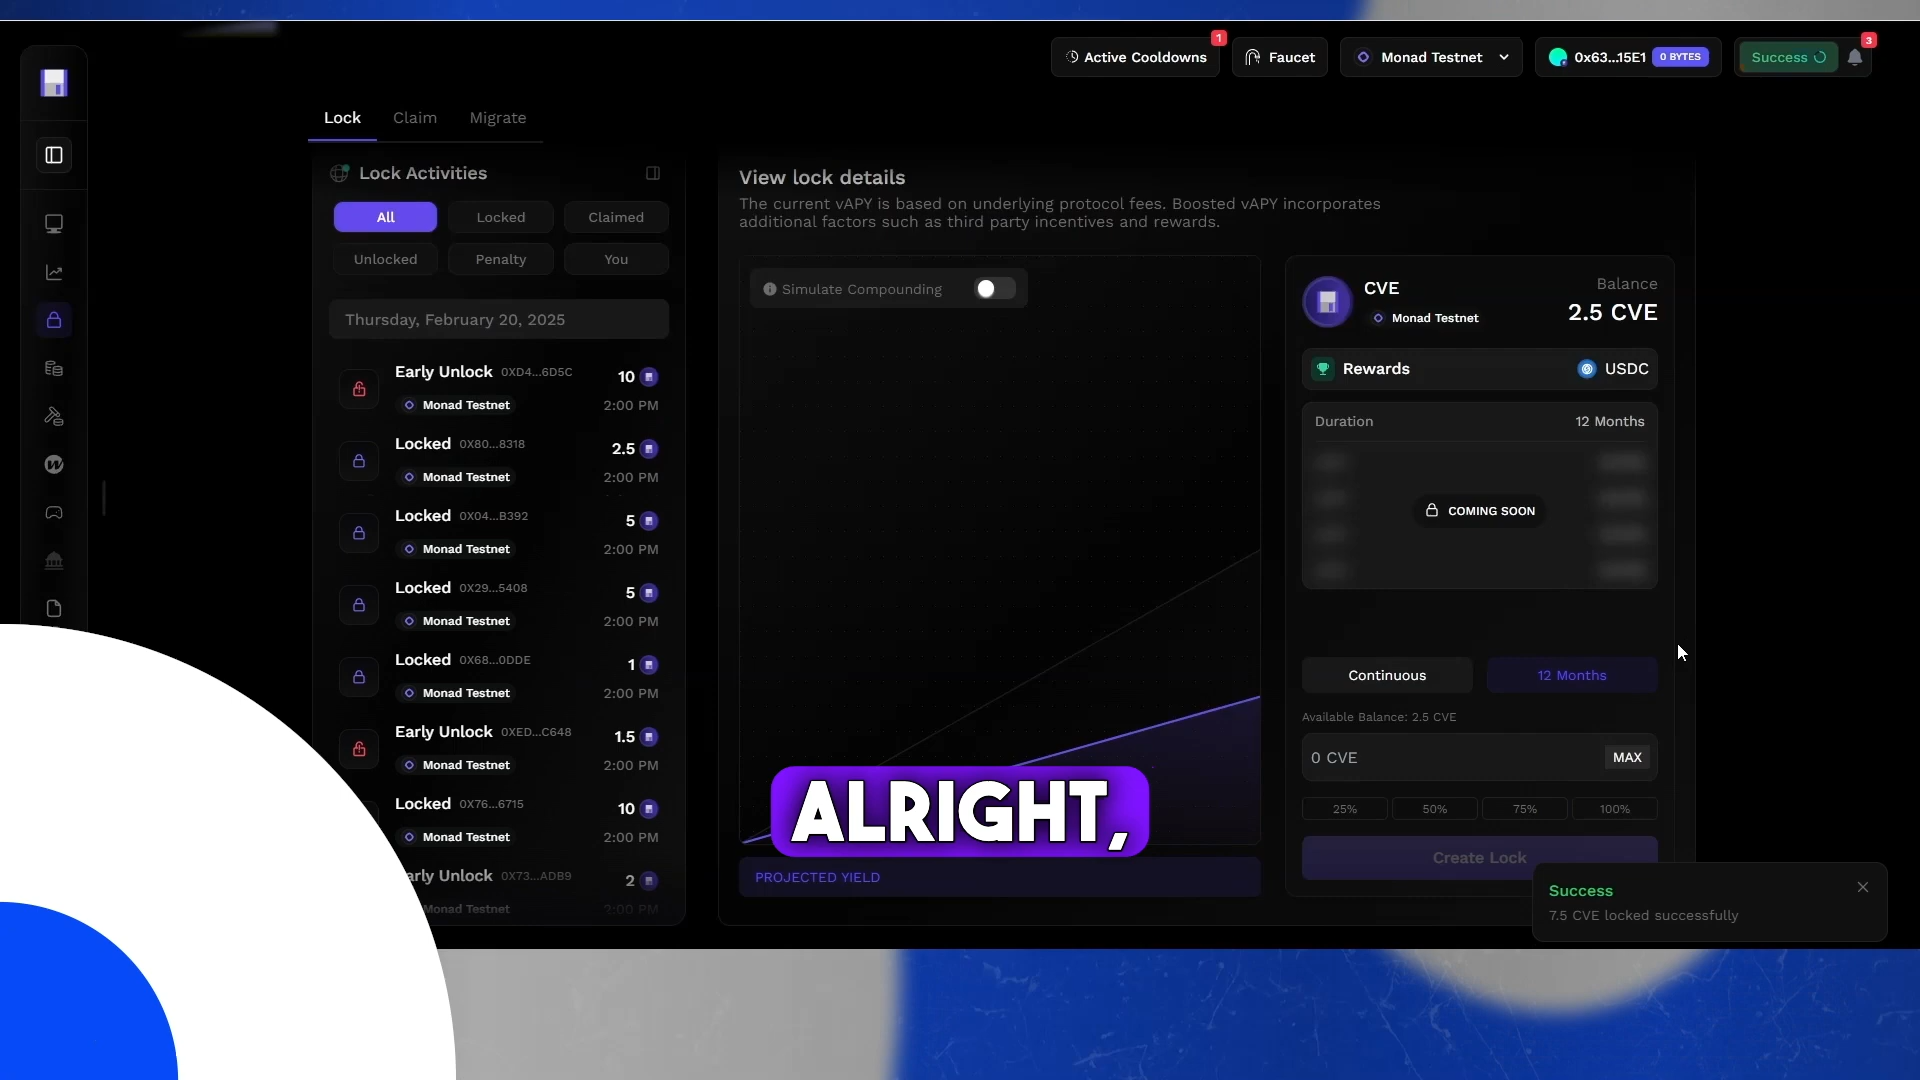 Active Cooldowns
1
Faucet
Monad Testnet
0x63...15E1
0 BYTES
Success
3
Lock
Claim
Migrate
Lock Activities
All
Locked
Claimed
Unlocked
Penalty
You
Thursday, February 20, 2025
Early Unlock 0XD4...6D5C 10
Monad Testnet 2:00 PM
Locked 0X80...8318 2.5
Monad Testnet 2:00 PM
Locked 0X04...B392 5
Monad Testnet 2:00 PM
Locked 0X29...5408 5
Monad Testnet 2:00 PM
Locked 0X68...0DDE 1
Monad Testnet 2:00 PM
Early Unlock 0XED...C648 1.5
Monad Testnet 2:00 PM
Locked 0X76...6715 10
Monad Testnet 2:00 PM
arly Unlock 0X73...ADB9 2
Monad Testnet 2:00 PM
View lock details
The current vAPY is based on underlying protocol fees. Boosted vAPY incorporates
additional factors such as third party incentives and rewards.
Simulate Compounding
ALRIGHT,
PROJECTED YIELD
CVE
Monad Testnet
Balance
2.5 CVE
Rewards
USDC
Duration
12 Months
COMING SOON
Continuous
12 Months
Available Balance: 2.5 CVE
0 CVE
MAX
25%
50%
75%
100%
Create Lock
Success
7.5 CVE locked successfully